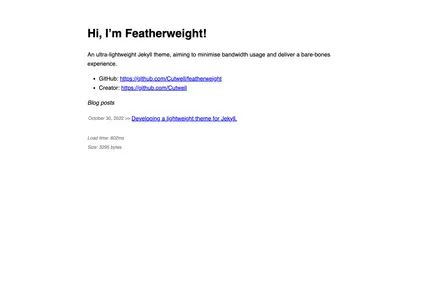 Hi, I'm Featherweight!
An ultra-lightweight Jekyll theme, aiming to minimise bandwidth usage and deliver a bare-bones
experience.
• GitHub: https://github.com/Cutwell/featherweight
• Creator: https://github.com/Cutwell
Blog posts
October 30, 2022 >> Developing a lightweight theme for Jekyll.
Load time: 602ms
Size: 3295 bytes